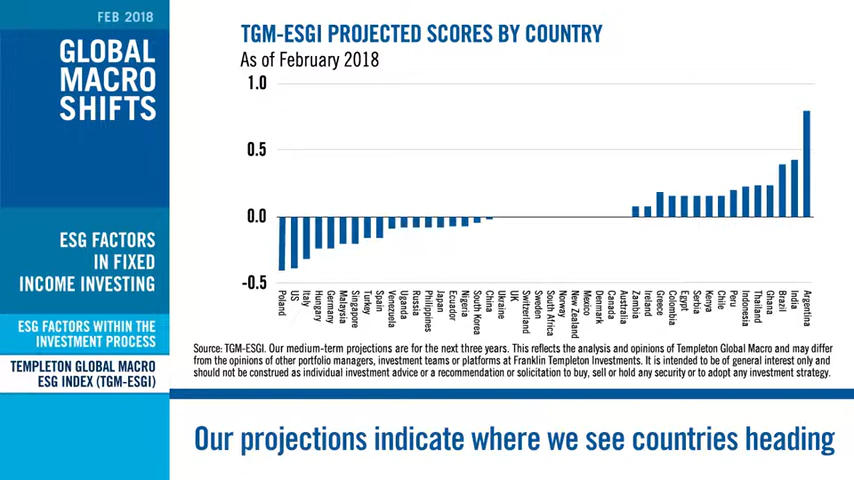 FEB 2018
GLOBAL
MACRO
SHIFTS
ESG FACTORS
IN FIXED
INCOME INVESTING
ESG FACTORS WITHIN THE
INVESTMENT PROCESS
TEMPLETON GLOBAL MACRO
ESG INDEX (TGM-ESGI)
TGM-ESGI PROJECTED SCORES BY COUNTRY
As of February 2018
1.0
0.5
0.0
-0.5
Poland
US
Italy
Hungary
Germany
Malaysia
Singapore
Turkey
Spain
Venezuela
Uganda
Russia
Philippines
Japan
Ecuador
Nigeria
South Korea
China
Ukraine
UK
Switzerland
Sweden
South Africa
Norway
New Zealand
Mexico
Denmark
Canada
Australia
Zambia
Ireland
Greece
Colombia
Egypt
Serbia
Kenya
Chile
Peru
Indonesia
Thailand
Ghana
Brazil
India
Argentina
Source: TGM-ESGI. Our medium-term projections are for the next three years. This reflects the analysis and opinions of Templeton Global Macro and may differ
from the opinions of other portfolio managers, investment teams or platforms at Franklin Templeton Investments. It is intended to be of general interest only and
should not be construed as individual investment advice or a recommendation or solicitation to buy, sell or hold any security or to adopt any investment strategy.
Our projections indicate where we see countries heading